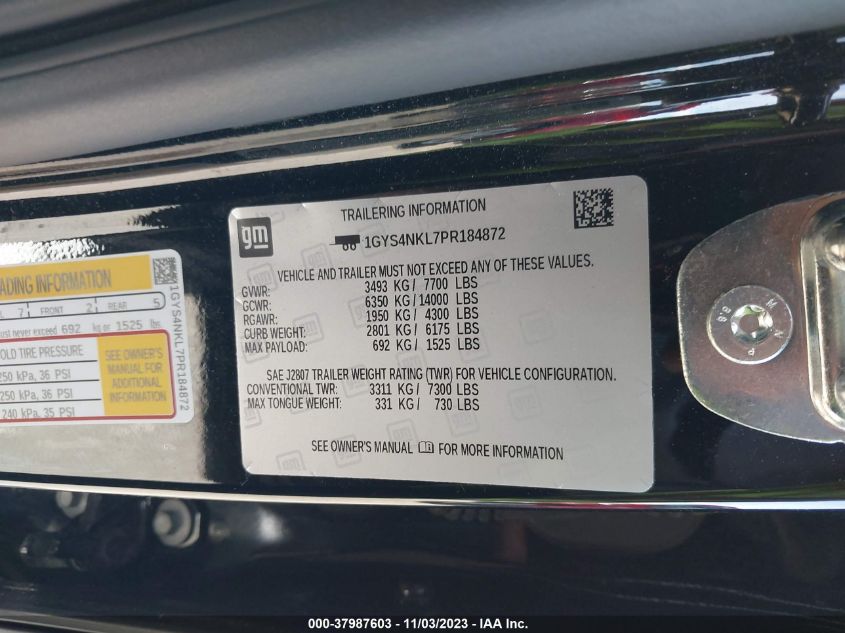 gm
TRAILERING INFORMATION
1GYS4NKL7PR184872
VEHICLE AND TRAILER MUST NOT EXCEED ANY OF THESE VALUES.
GVWR: 3493 KG / 7700 LBS
GCWR: 6350 KG / 14000 LBS
RGAWR: 1950 KG / 4300 LBS
CURB WEIGHT: 2801 KG / 6175 LBS
MAX PAYLOAD: 692 KG / 1525 LBS
SAE J2807 TRAILER WEIGHT RATING (TWR) FOR VEHICLE CONFIGURATION.
CONVENTIONAL TWR: 3311 KG / 7300 LBS
MAX TONGUE WEIGHT: 331 KG / 730 LBS
SEE OWNER'S MANUAL FOR MORE INFORMATION
ADING INFORMATION
7 FRONT 2 REAR 5
ust never exceed 692 kg or 1525 lbs
OLD TIRE PRESSURE
250 kPa, 36 PSI
250 kPa, 36 PSI
240 kPa, 35 PSI
SEE OWNER'S
MANUAL FOR
ADDITIONAL
INFORMATION
1GYS4NKL7PR184872
000-37987603 - 11/03/2023 - IAA Inc.